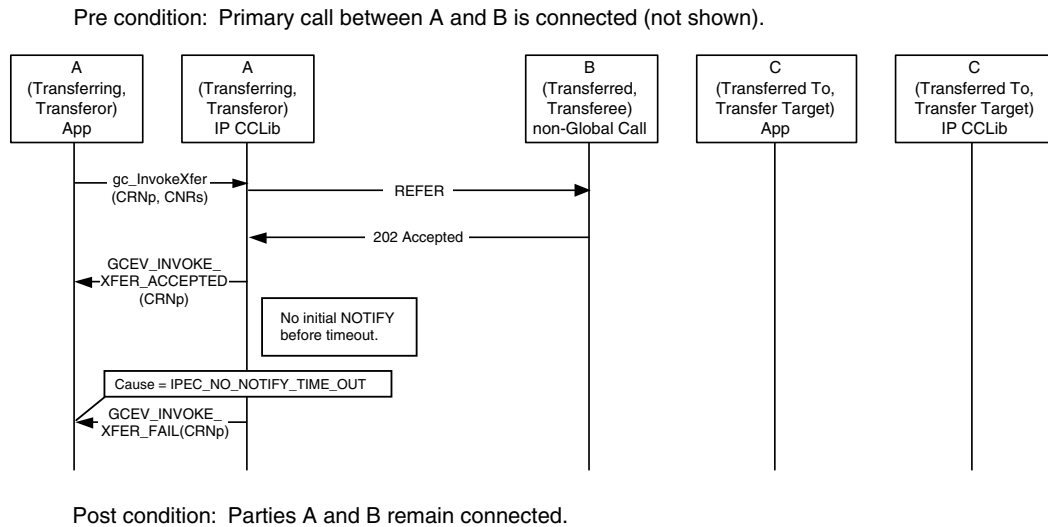 Pre condition:  Primary call between A and B is connected (not shown).
A
(Transferring,
Transferor)
App
A
(Transferring,
Transferor)
IP CCLib
B
(Transferred,
Transferee)
non-Global Call
C
(Transferred To,
Transfer Target)
App
C
(Transferred To,
Transfer Target)
IP CCLib
gc_InvokeXfer
(CRNp, CNRs)
REFER
202 Accepted
GCEV_INVOKE_
XFER_ACCEPTED
(CRNp)
No initial NOTIFY
before timeout.
Cause = IPEC_NO_NOTIFY_TIME_OUT
GCEV_INVOKE_
XFER_FAIL(CRNp)
Post condition:  Parties A and B remain connected.